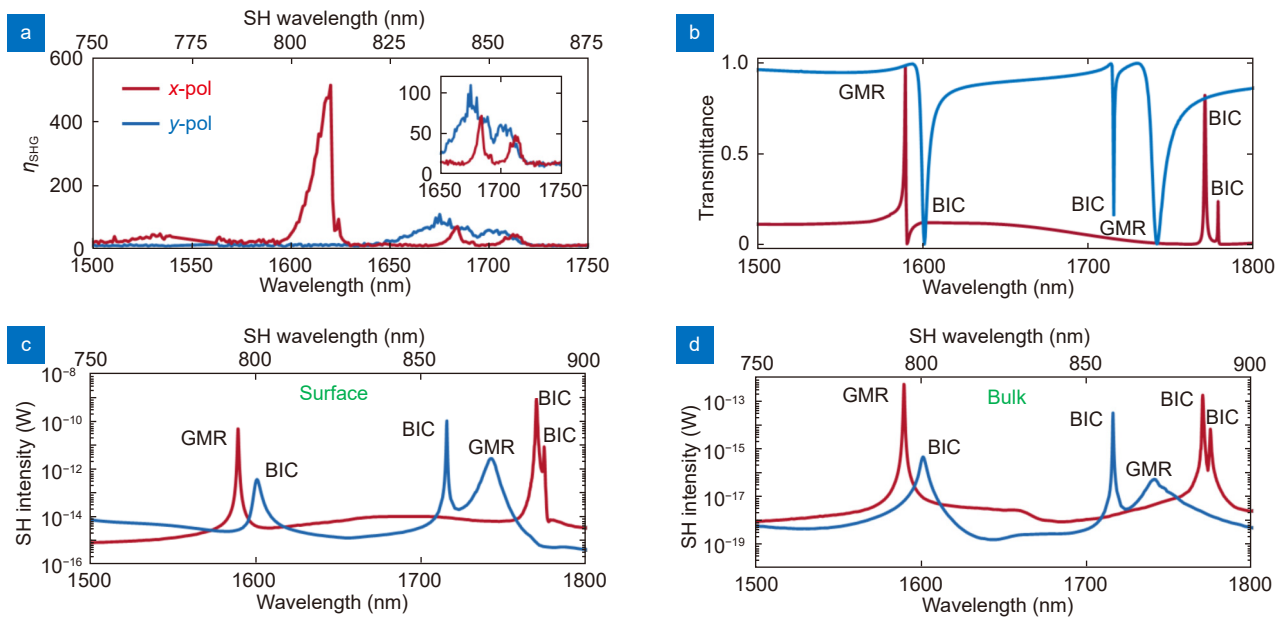 a
SH wavelength (nm)
750 775 800 825 850 875
600
400
200
0
ηSHG
x-pol
y-pol
100
50
0
1650 1700 1750
1500 1550 1600 1650 1700 1750
Wavelength (nm)
b
1.0
0.5
0
Transmittance
GMR
BIC
BIC
GMR
BIC
BIC
1500 1600 1700 1800
Wavelength (nm)
c
SH wavelength (nm)
750 800 850 900
10⁻⁸
10⁻¹⁰
10⁻¹²
10⁻¹⁴
10⁻¹⁶
SH intensity (W)
Surface
GMR
BIC
BIC
GMR
BIC
BIC
1500 1600 1700 1800
Wavelength (nm)
d
SH wavelength (nm)
750 800 850 900
10⁻¹³
10⁻¹⁵
10⁻¹⁷
10⁻¹⁹
SH intensity (W)
Bulk
GMR
BIC
BIC
GMR
BIC
BIC
1500 1600 1700 1800
Wavelength (nm)